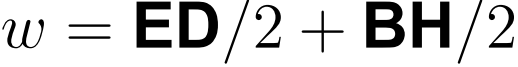 w = ED/2 + BH/2